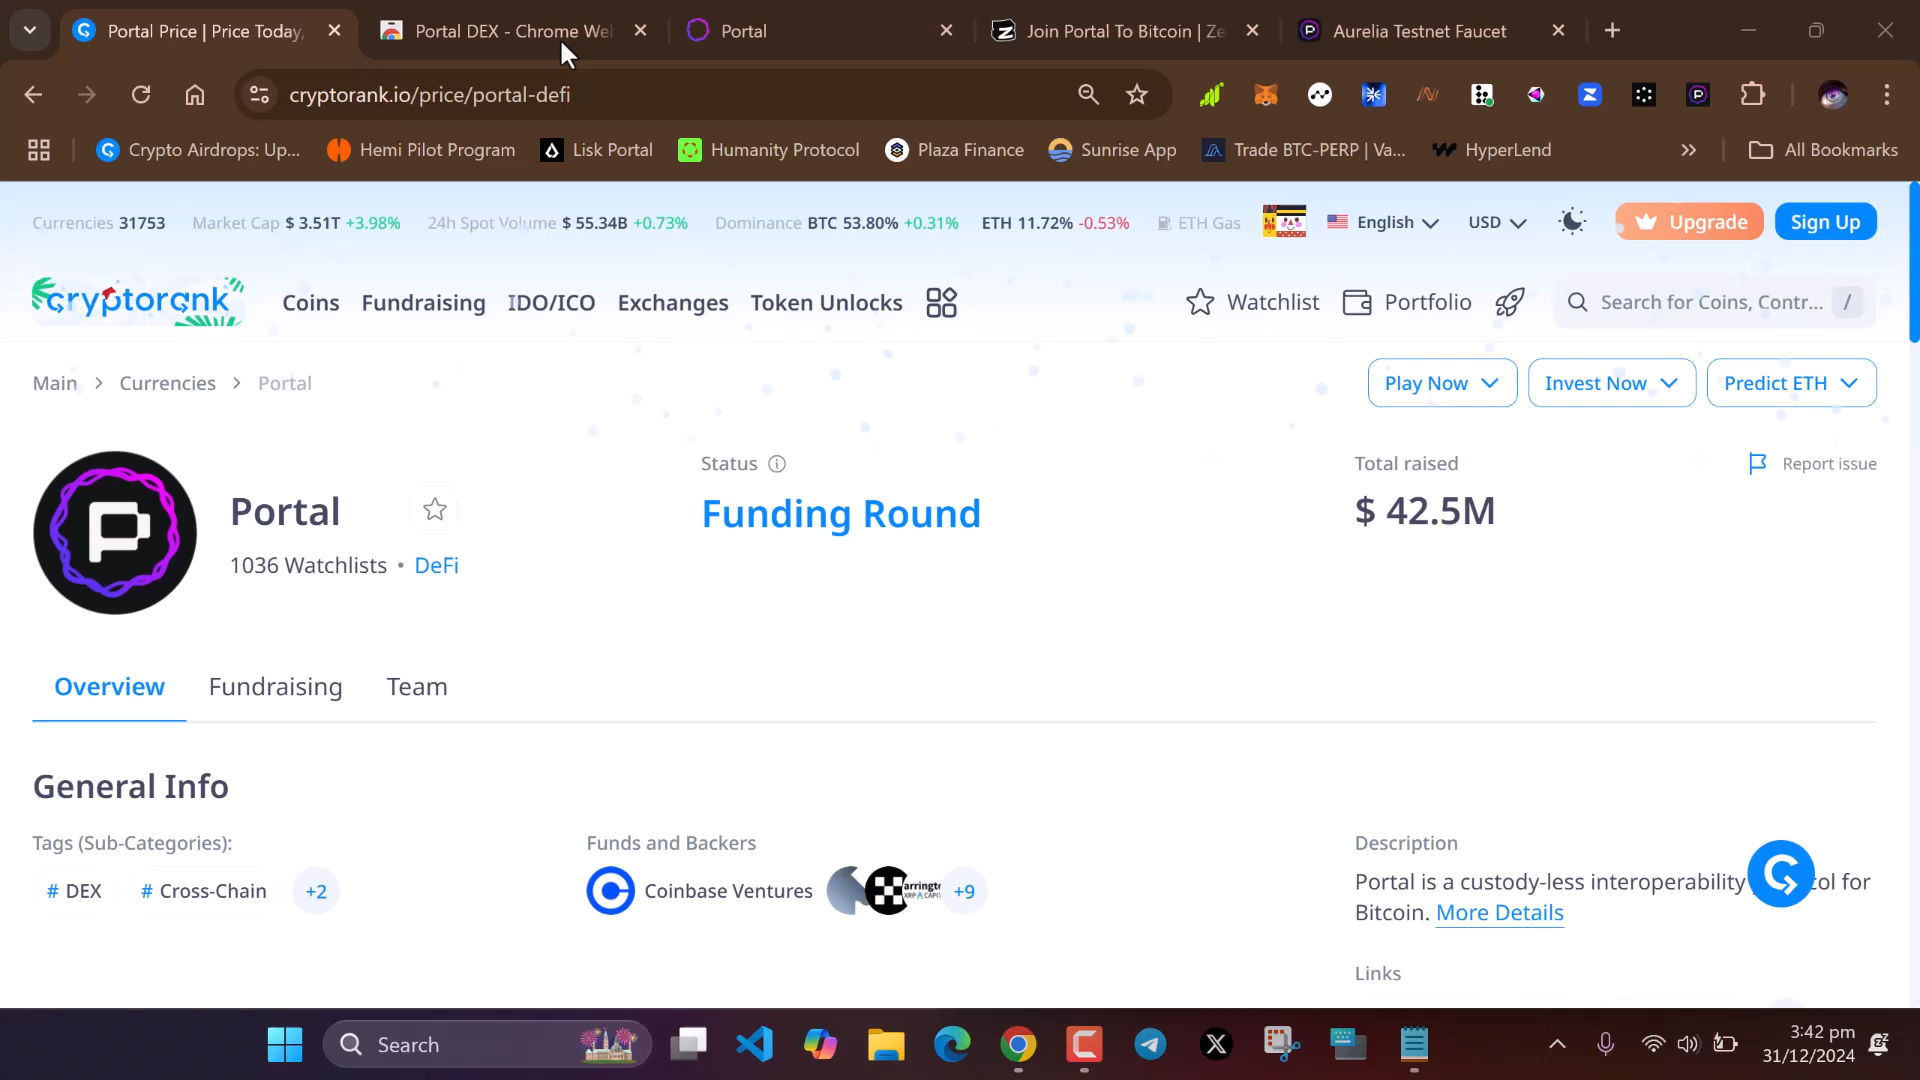 Portal Price | Price Today,
Portal DEX - Chrome We
Portal
Join Portal To Bitcoin | Ze
Aurelia Testnet Faucet
cryptorank.io/price/portal-defi
Crypto Airdrops: Up...
Hemi Pilot Program
Lisk Portal
Humanity Protocol
Plaza Finance
Sunrise App
Trade BTC-PERP | Va...
HyperLend
All Bookmarks
Currencies 31753
Market Cap $ 3.51T +3.98%
24h Spot Volume $ 55.34B +0.73%
Dominance BTC 53.80% +0.31%
ETH 11.72% -0.53%
ETH Gas
English
USD
Upgrade
Sign Up
cryptorank
Coins
Fundraising
IDO/ICO
Exchanges
Token Unlocks
Watchlist
Portfolio
Search for Coins, Contr... /
Main > Currencies > Portal
Play Now
Invest Now
Predict ETH
Portal
1036 Watchlists • DeFi
Status
Funding Round
Total raised
$ 42.5M
Report issue
Overview
Fundraising
Team
General Info
Tags (Sub-Categories):
# DEX
# Cross-Chain
+2
Funds and Backers
Coinbase Ventures
+9
Description
Portal is a custody-less interoperability col for
Bitcoin. More Details
Links
Search
3:42 pm
31/12/2024